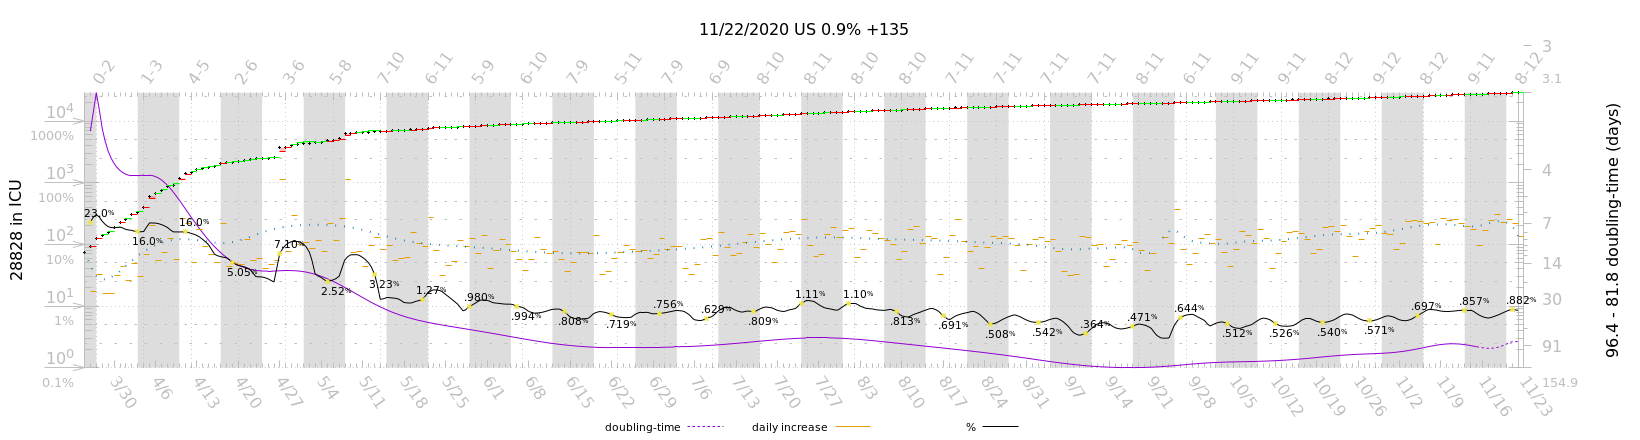 11/22/2020 US 0.9% +135
0-2 1-3 4-5 2-6 3-6 5-8 7-10 6-11 5-9 6-10 7-9 5-11 7-9 6-9 8-10 8-11 8-10 8-10 7-11 7-11 7-11 7-11 8-11 6-11 9-11 9-11 8-12 9-12 8-12 9-11 8-12
28828 in ICU
10^4
1000%
10^3
100%
10^2
10%
10^1
1%
10^0
0.1%
23.0% 16.0% 16.0% 5.05% 7.10% 2.52% 3.23% 1.27% .980% .994% .808% .719% .756% .629% .809% 1.11% 1.10% .813% .691% .508% .542% .364% .471% .644% .512% .526% .540% .571% .697% .857% .882%
3
3.1
4
7
14
30
91
154.9
96.4 - 81.8 doubling-time (days)
3/30 4/6 4/13 4/20 4/27 5/4 5/11 5/18 5/25 6/1 6/8 6/15 6/22 6/29 7/6 7/13 7/20 7/27 8/3 8/10 8/17 8/24 8/31 9/7 9/14 9/21 9/28 10/5 10/12 10/19 10/26 11/2 11/9 11/16 11/23
doubling-time daily increase %